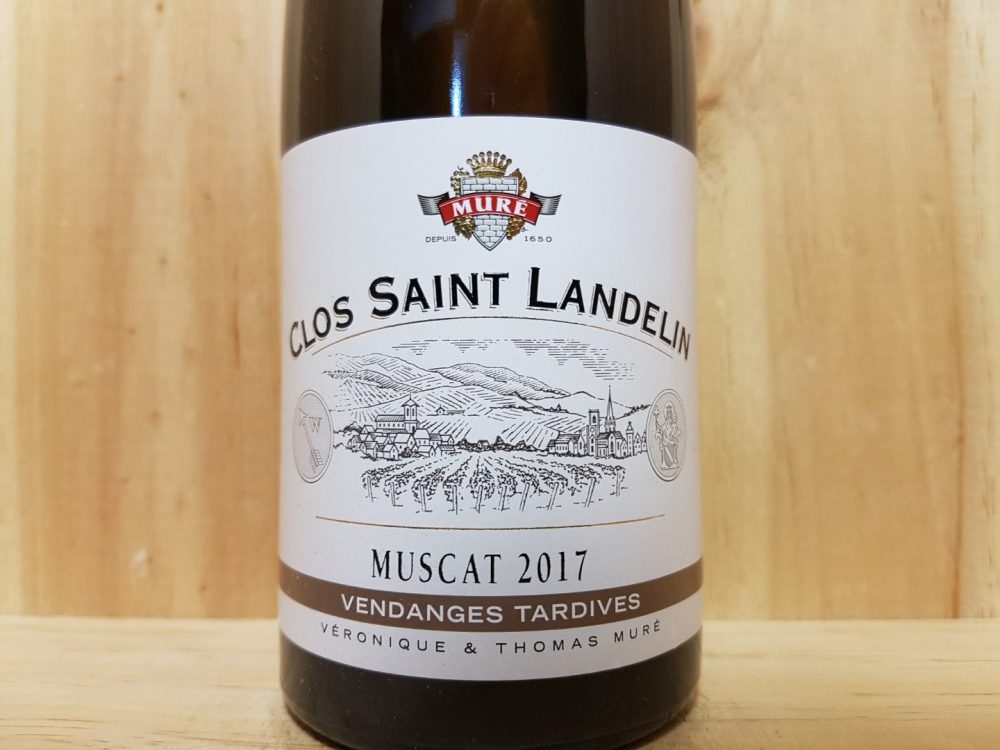 MURÉ
DEPUIS 1650
CLOS SAINT LANDELIN
W
MUSCAT 2017
VENDANGES TARDIVES
VÉRONIQUE & THOMAS MURÉ